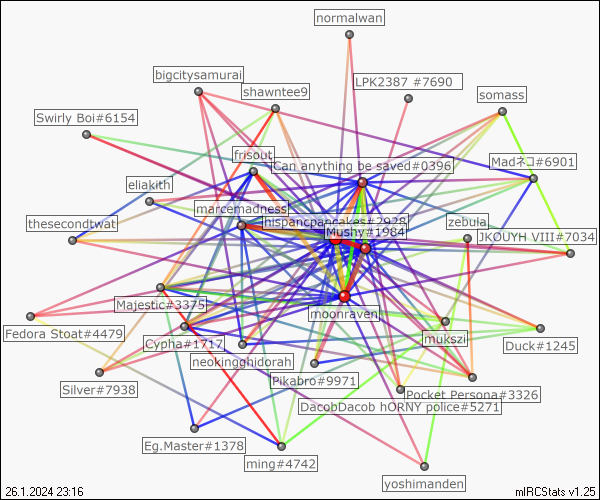 normalwan
bigcitysamurai
LPK2387 #7690
shawntee9
somass
Swirly Boi#6154
frisout
Can anything be saved#0396
Madネコ#6901
eliakith
marcemadness
hispancpancakes#2928
zebula
thesecondtwat
Mushy#1984
JKOUYH VIII#7034
Majestic#3375
moonraven
Fedora Stoat#4479
Cypha#1717
mukszi
Duck#1245
neokingghidorah
Pikabro#9971
Silver#7938
Pocket Persona#3326
DacobDacob hORNY police#5271
Eg.Master#1378
ming#4742
yoshimanden
26.1.2024 23:16
mIRCStats v1.25